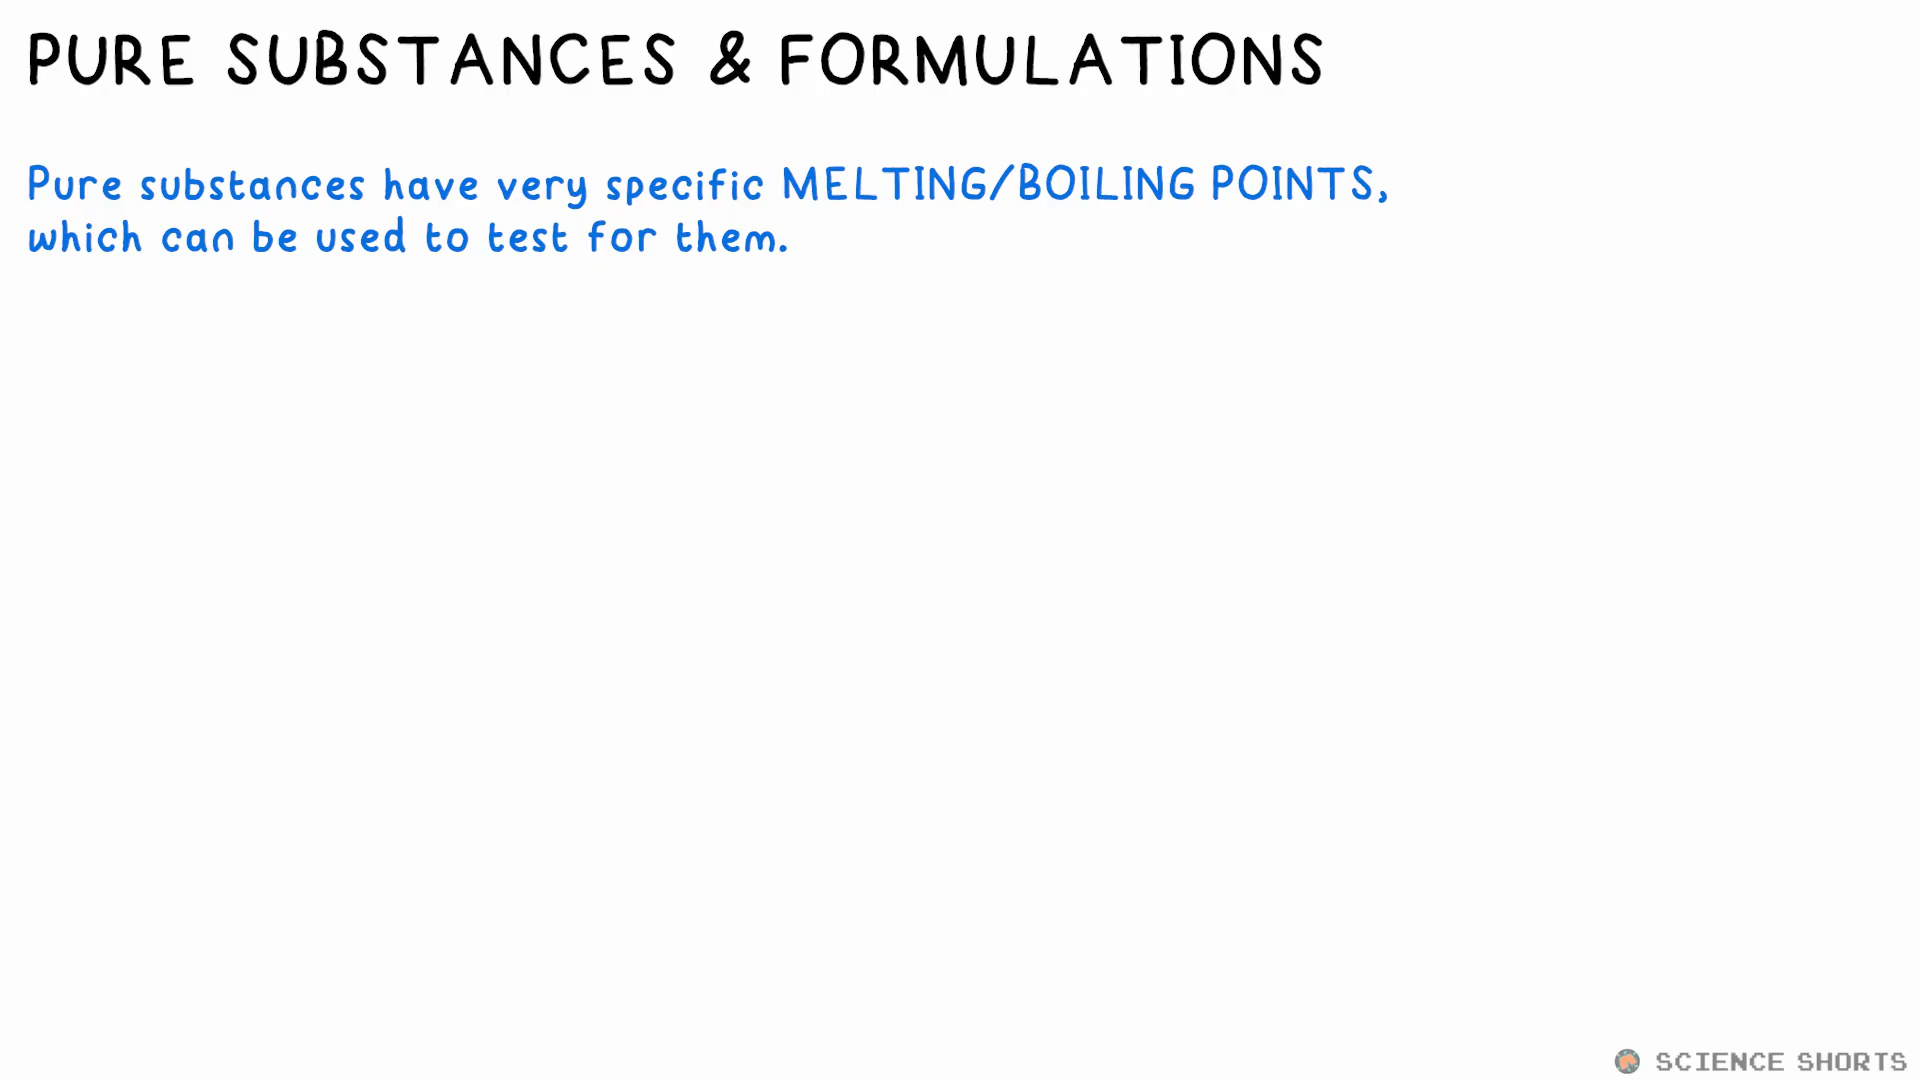 PURE SUBSTANCES & FORMULATIONS
Pure substances have very specific MELTING/BOILING POINTS,
which can be used to test for them.
SCIENCE SHORTS